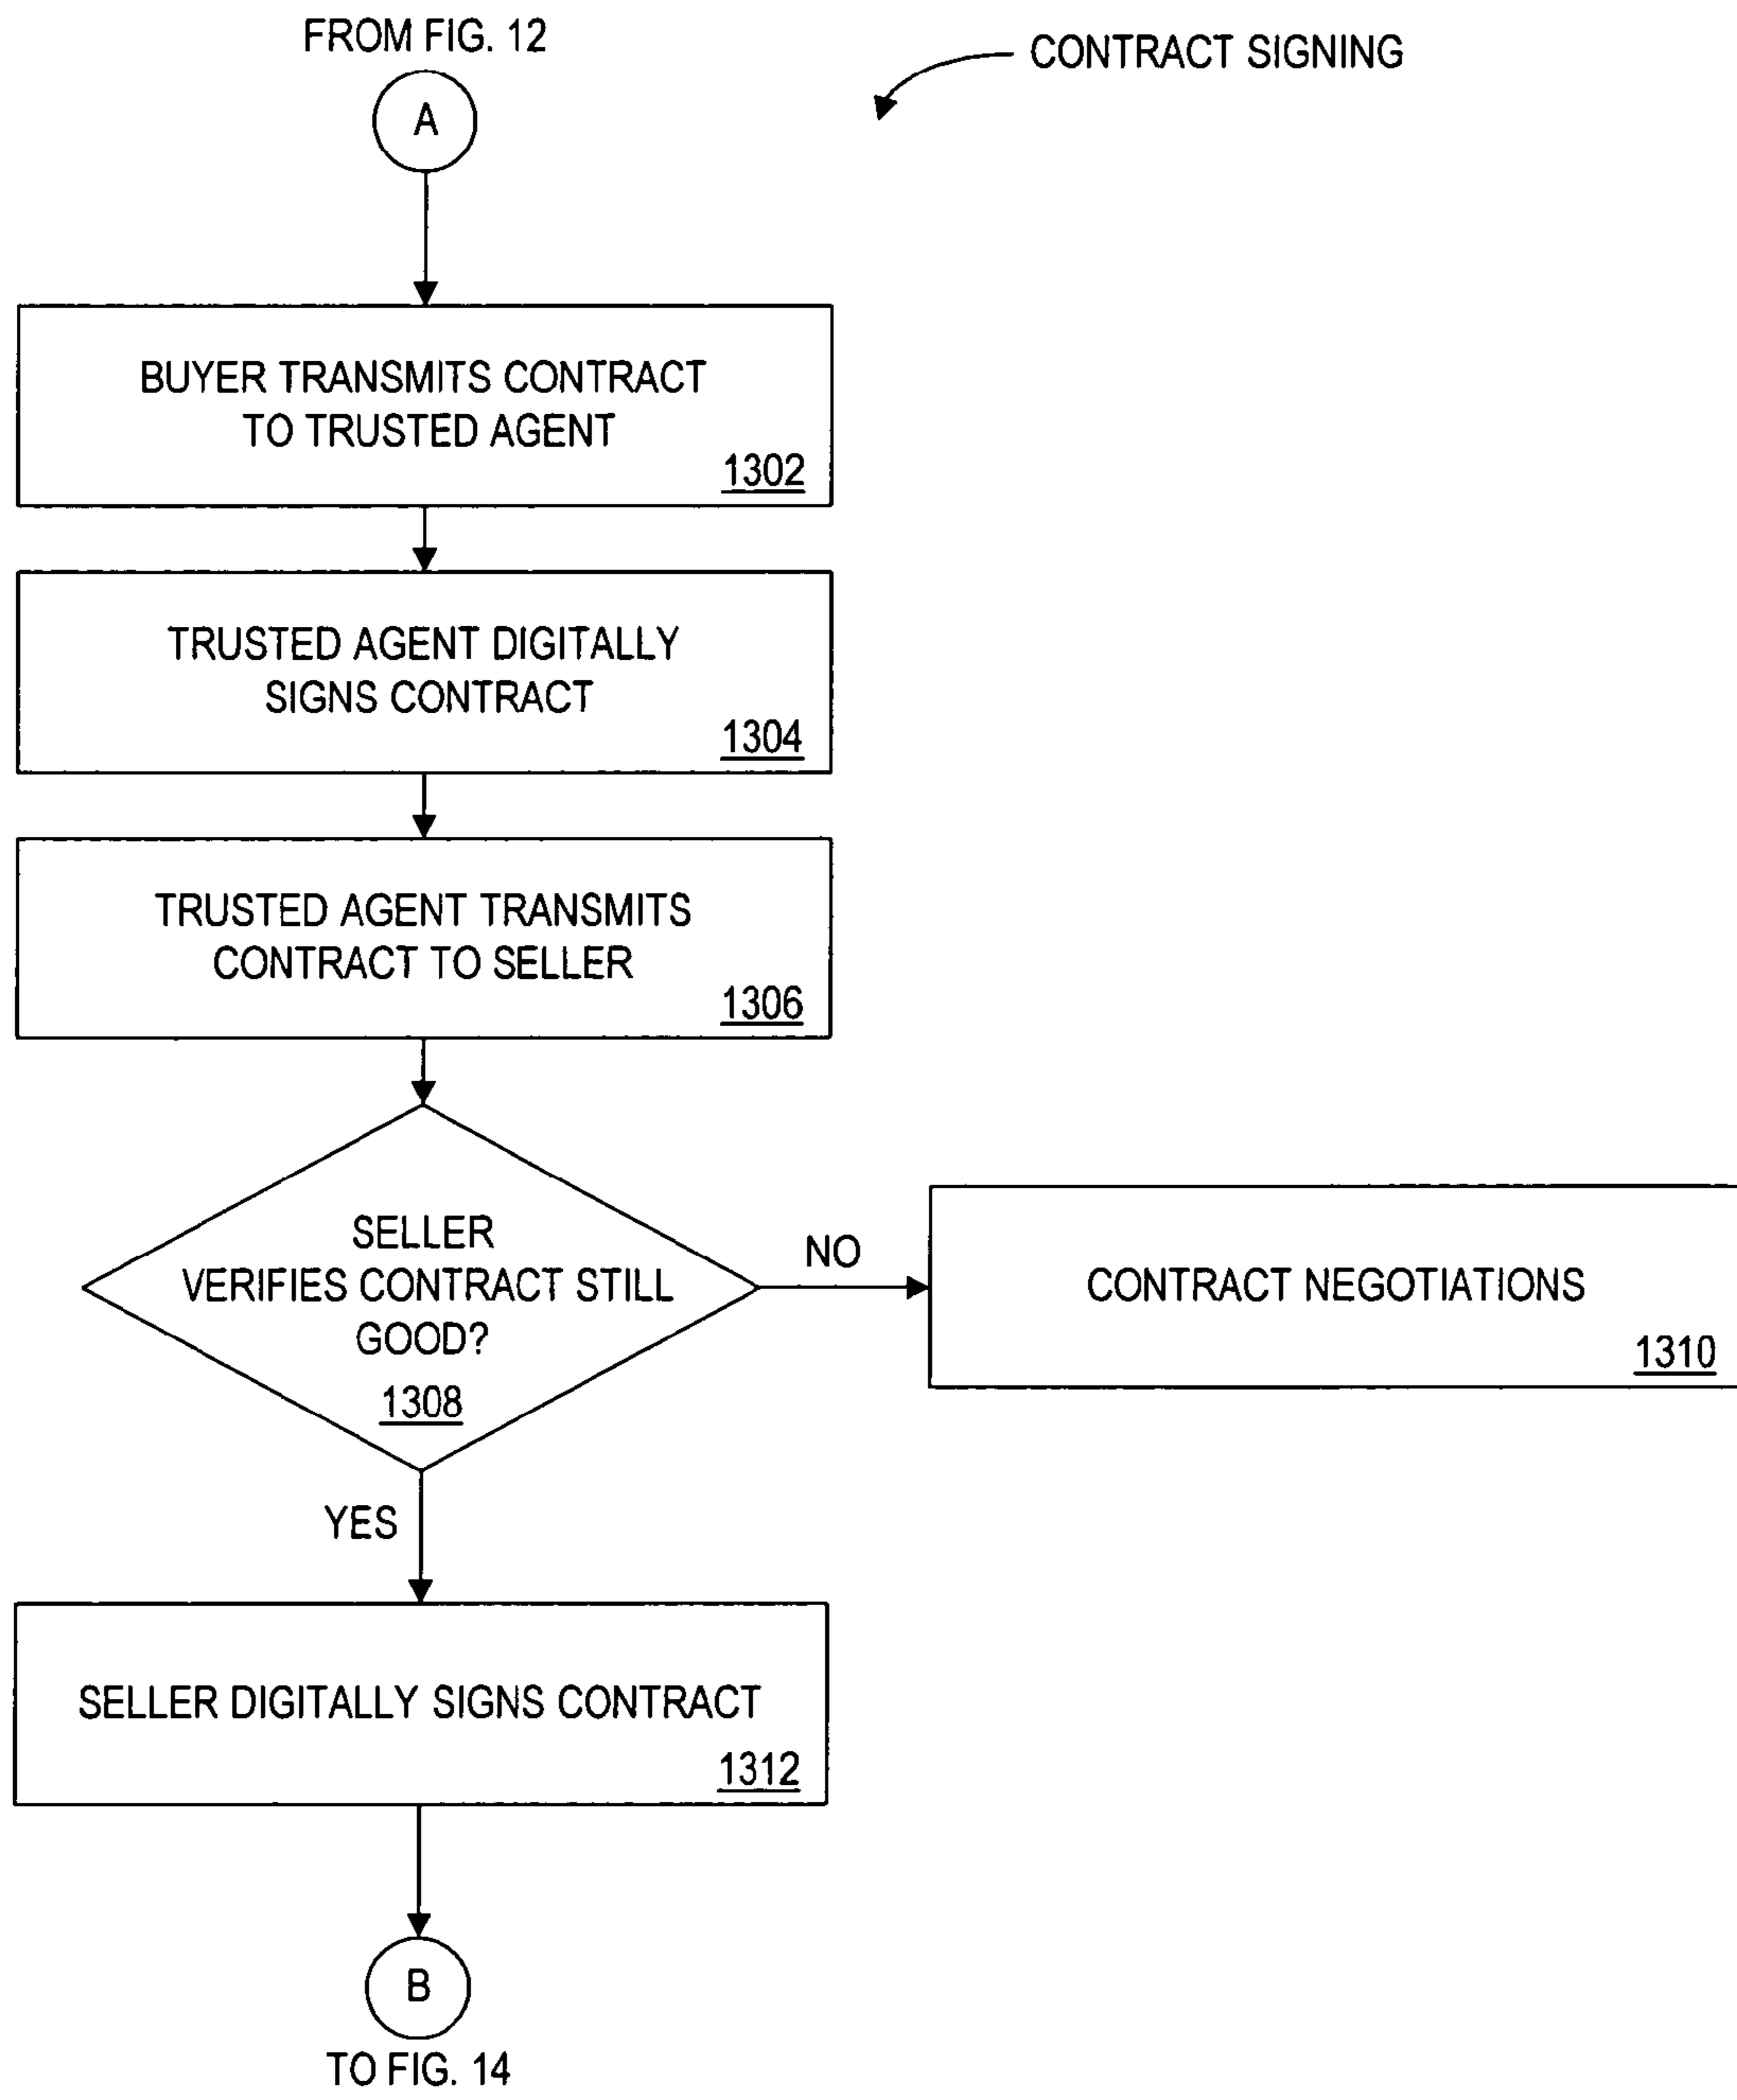 FROM FIG. 12
CONTRACT SIGNING
A
BUYER TRANSMITS CONTRACT
TO TRUSTED AGENT
1302
TRUSTED AGENT DIGITALLY
SIGNS CONTRACT
1304
TRUSTED AGENT TRANSMITS
CONTRACT TO SELLER
1306
SELLER
VERIFIES CONTRACT STILL
GOOD?
1308
NO
CONTRACT NEGOTIATIONS
1310
YES
SELLER DIGITALLY SIGNS CONTRACT
1312
B
TO FIG. 14